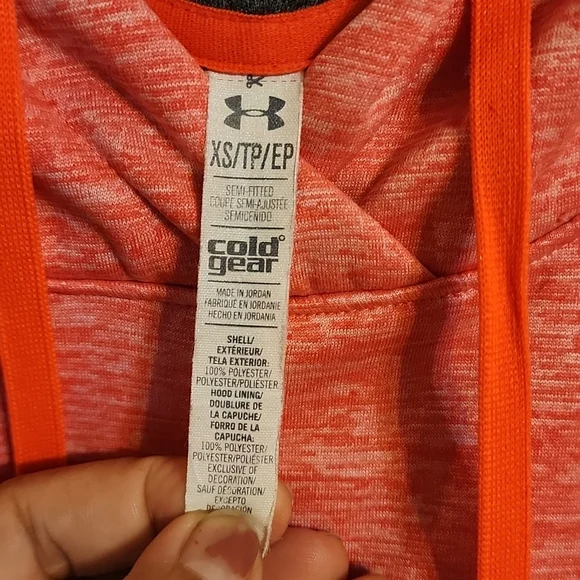 XS/TP/EP
SEMI-FITTED
COUPE SEMI-AJUSTÉE
SEMICEÑIDO
cold°
gear
MADE IN JORDAN
FABRIQUÉ EN JORDANIE
HECHO EN JORDANIA
SHELL/
EXTÉRIEUR/
TELA EXTERIOR:
100% POLYESTER/
POLYESTER/POLIÉSTER
HOOD LINING/
DOUBLURE DE
LA CAPUCHE/
FORRO DE LA
CAPUCHA:
100% POLYESTER/
POLYESTER/POLIÉSTER
EXCLUSIVE OF
DECORATION/
SAUF DÉCORATION/
EXCEPTO
DECORACIÓN